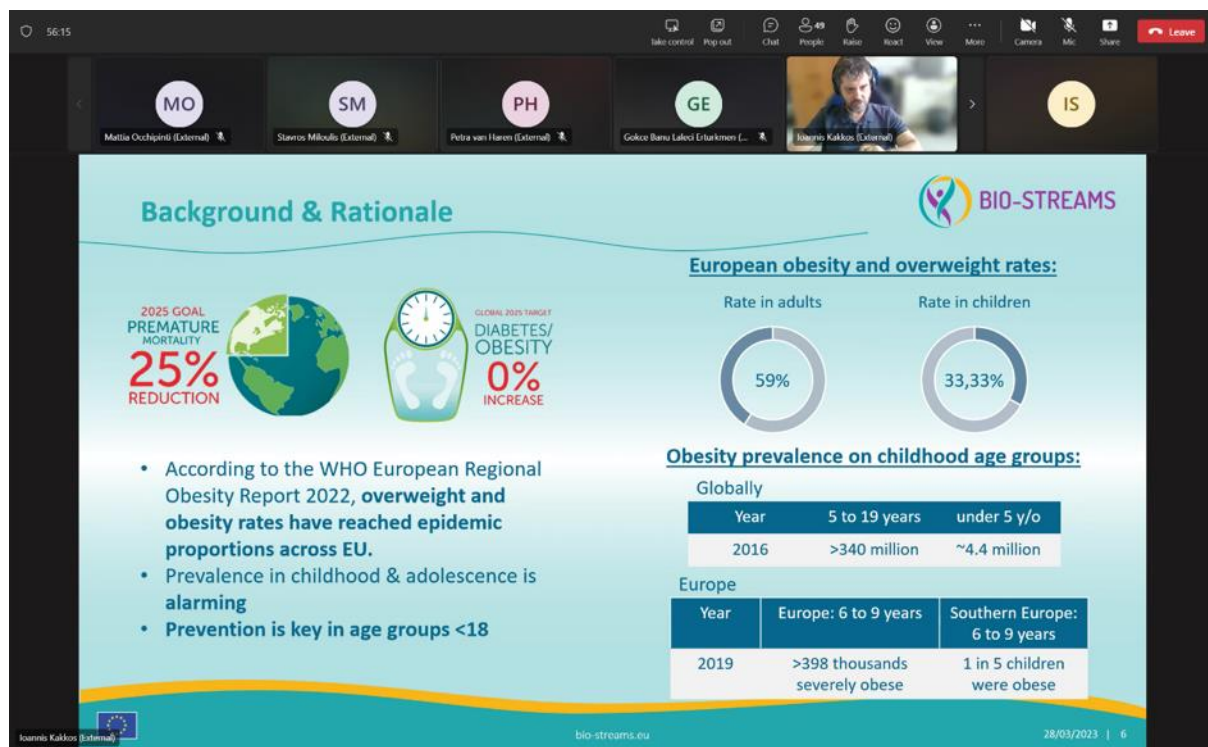 56:15
Take control
Pop out
Chat
49
People
Raise
React
View
More
Camera
Mic
Share
Leave
MO
SM
PH
GE
IS
Mattia Occhipinti (External)
Stavros Miloulis (External)
Petra van Haren (External)
Gokce Banu Laleci Erturkmen (...
Ioannis Kakkos (External)
Background & Rationale
BIO-STREAMS
2025 GOAL
PREMATURE
MORTALITY
25%
REDUCTION
GLOBAL 2025 TARGET
DIABETES/
OBESITY
0%
INCREASE
• According to the WHO European Regional
Obesity Report 2022, overweight and
obesity rates have reached epidemic
proportions across EU.
• Prevalence in childhood & adolescence is
alarming
• Prevention is key in age groups <18
European obesity and overweight rates:
Rate in adults
Rate in children
59%
33,33%
Obesity prevalence on childhood age groups:
Globally
Year 5 to 19 years under 5 y/o
2016 >340 million ~4.4 million
Europe
Year Europe: 6 to 9 years Southern Europe:
6 to 9 years
2019 >398 thousands 1 in 5 children
severely obese were obese
Ioannis Kakkos (External)
bio-streams.eu
28/03/2023 | 6